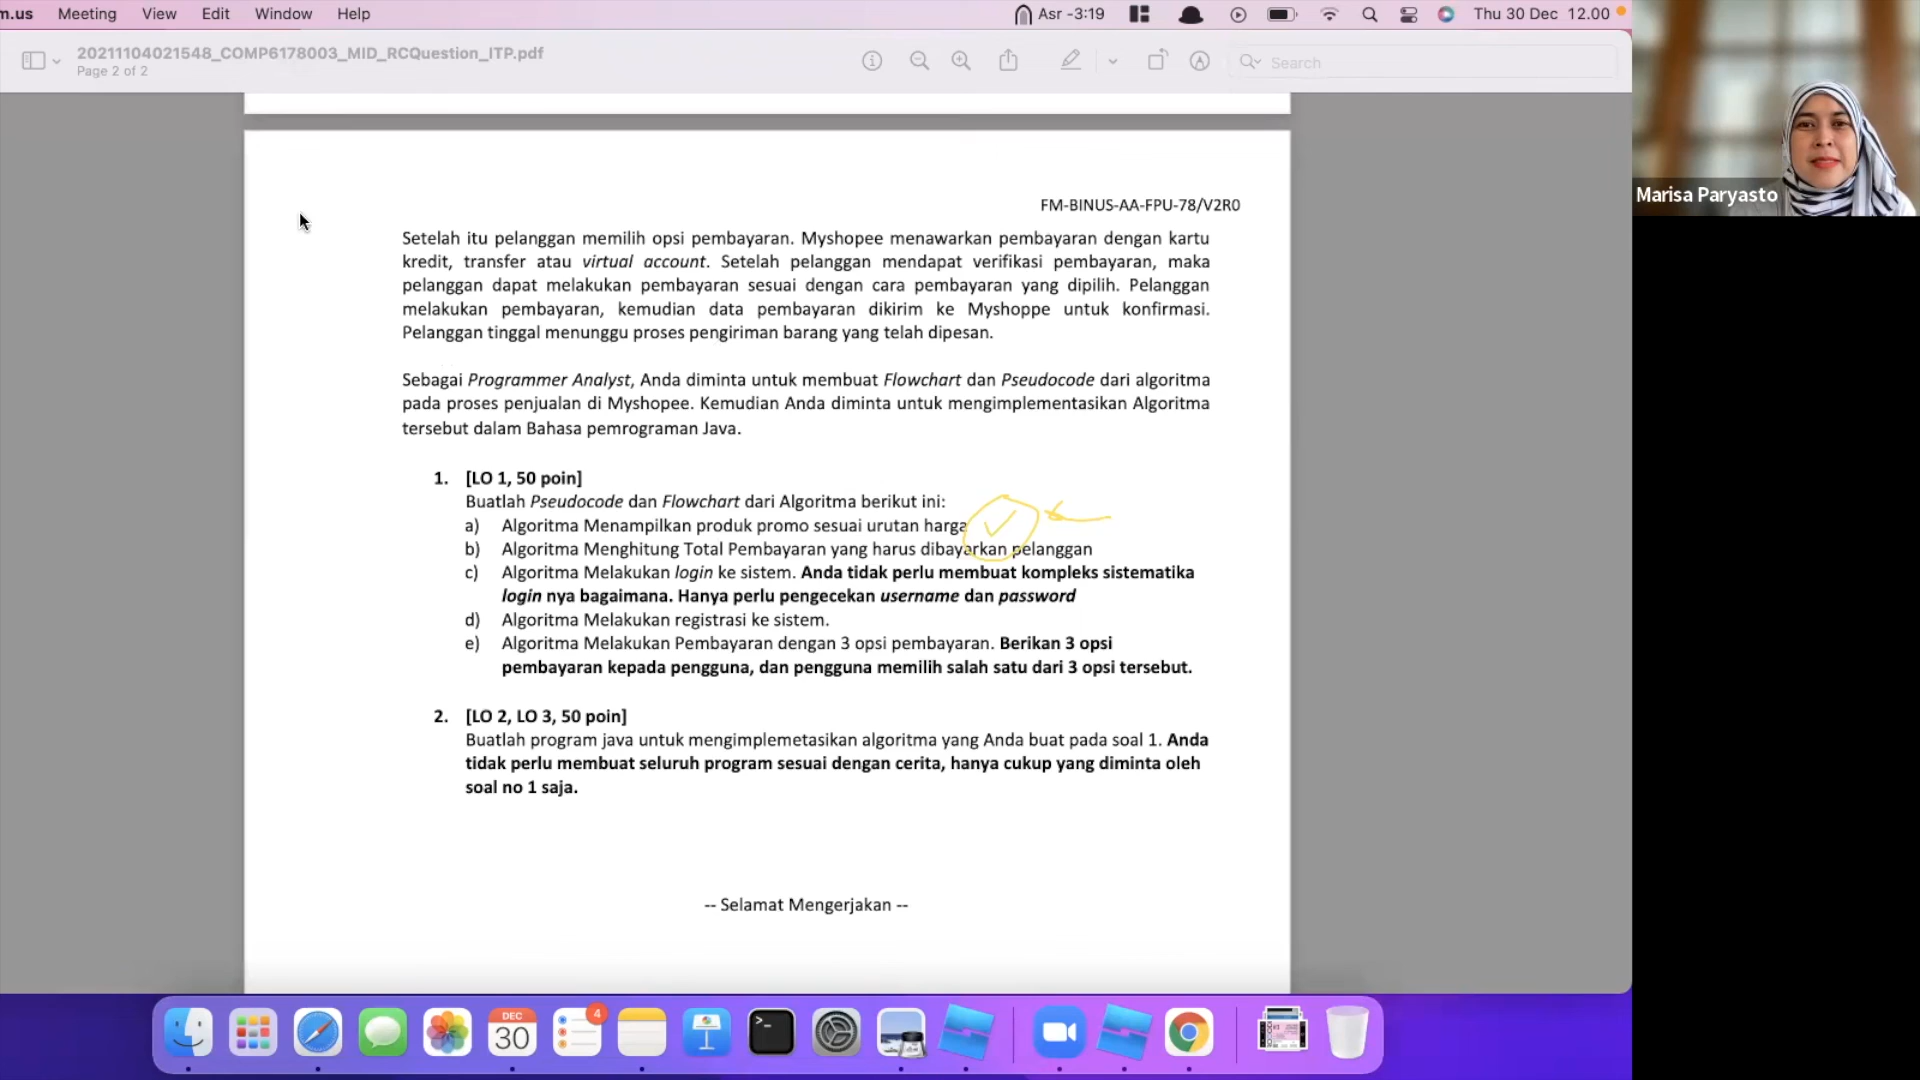 m.us Meeting View Edit Window Help Asr -3:19 Thu 30 Dec 12.00
20211104021548_COMP6178003_MID_RCQuestion_ITP.pdf
Page 2 of 2
Search
Marisa Paryasto
FM-BINUS-AA-FPU-78/V2R0
Setelah itu pelanggan memilih opsi pembayaran. Myshopee menawarkan pembayaran dengan kartu
kredit, transfer atau virtual account. Setelah pelanggan mendapat verifikasi pembayaran, maka
pelanggan dapat melakukan pembayaran sesuai dengan cara pembayaran yang dipilih. Pelanggan
melakukan pembayaran, kemudian data pembayaran dikirim ke Myshoppe untuk konfirmasi.
Pelanggan tinggal menunggu proses pengiriman barang yang telah dipesan.
Sebagai Programmer Analyst, Anda diminta untuk membuat Flowchart dan Pseudocode dari algoritma
pada proses penjualan di Myshopee. Kemudian Anda diminta untuk mengimplementasikan Algoritma
tersebut dalam Bahasa pemrograman Java.
1. [LO 1, 50 poin]
Buatlah Pseudocode dan Flowchart dari Algoritma berikut ini:
a) Algoritma Menampilkan produk promo sesuai urutan harga
b) Algoritma Menghitung Total Pembayaran yang harus dibayarkan pelanggan
c) Algoritma Melakukan login ke sistem. Anda tidak perlu membuat kompleks sistematika
login nya bagaimana. Hanya perlu pengecekan username dan password
d) Algoritma Melakukan registrasi ke sistem.
e) Algoritma Melakukan Pembayaran dengan 3 opsi pembayaran. Berikan 3 opsi
pembayaran kepada pengguna, dan pengguna memilih salah satu dari 3 opsi tersebut.
2. [LO 2, LO 3, 50 poin]
Buatlah program java untuk mengimplemetasikan algoritma yang Anda buat pada soal 1. Anda
tidak perlu membuat seluruh program sesuai dengan cerita, hanya cukup yang diminta oleh
soal no 1 saja.
-- Selamat Mengerjakan --
DEC
30
4